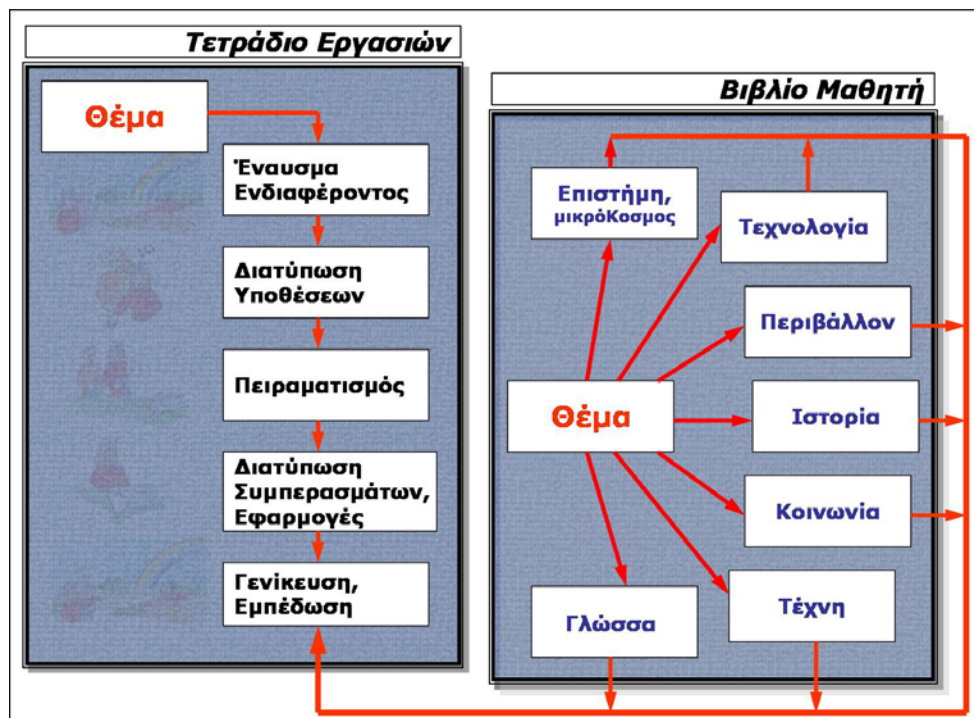 Τετράδιο Εργασιών
Θέμα
Έναυσμα
Ενδιαφέροντος
Διατύπωση
Υποθέσεων
Πειραματισμός
Διατύπωση
Συμπερασμάτων,
Εφαρμογές
Γενίκευση,
Εμπέδωση
Βιβλίο Μαθητή
Επιστήμη,
μικρόΚοσμος
Τεχνολογία
Περιβάλλον
Θέμα
Ιστορία
Κοινωνία
Τέχνη
Γλώσσα